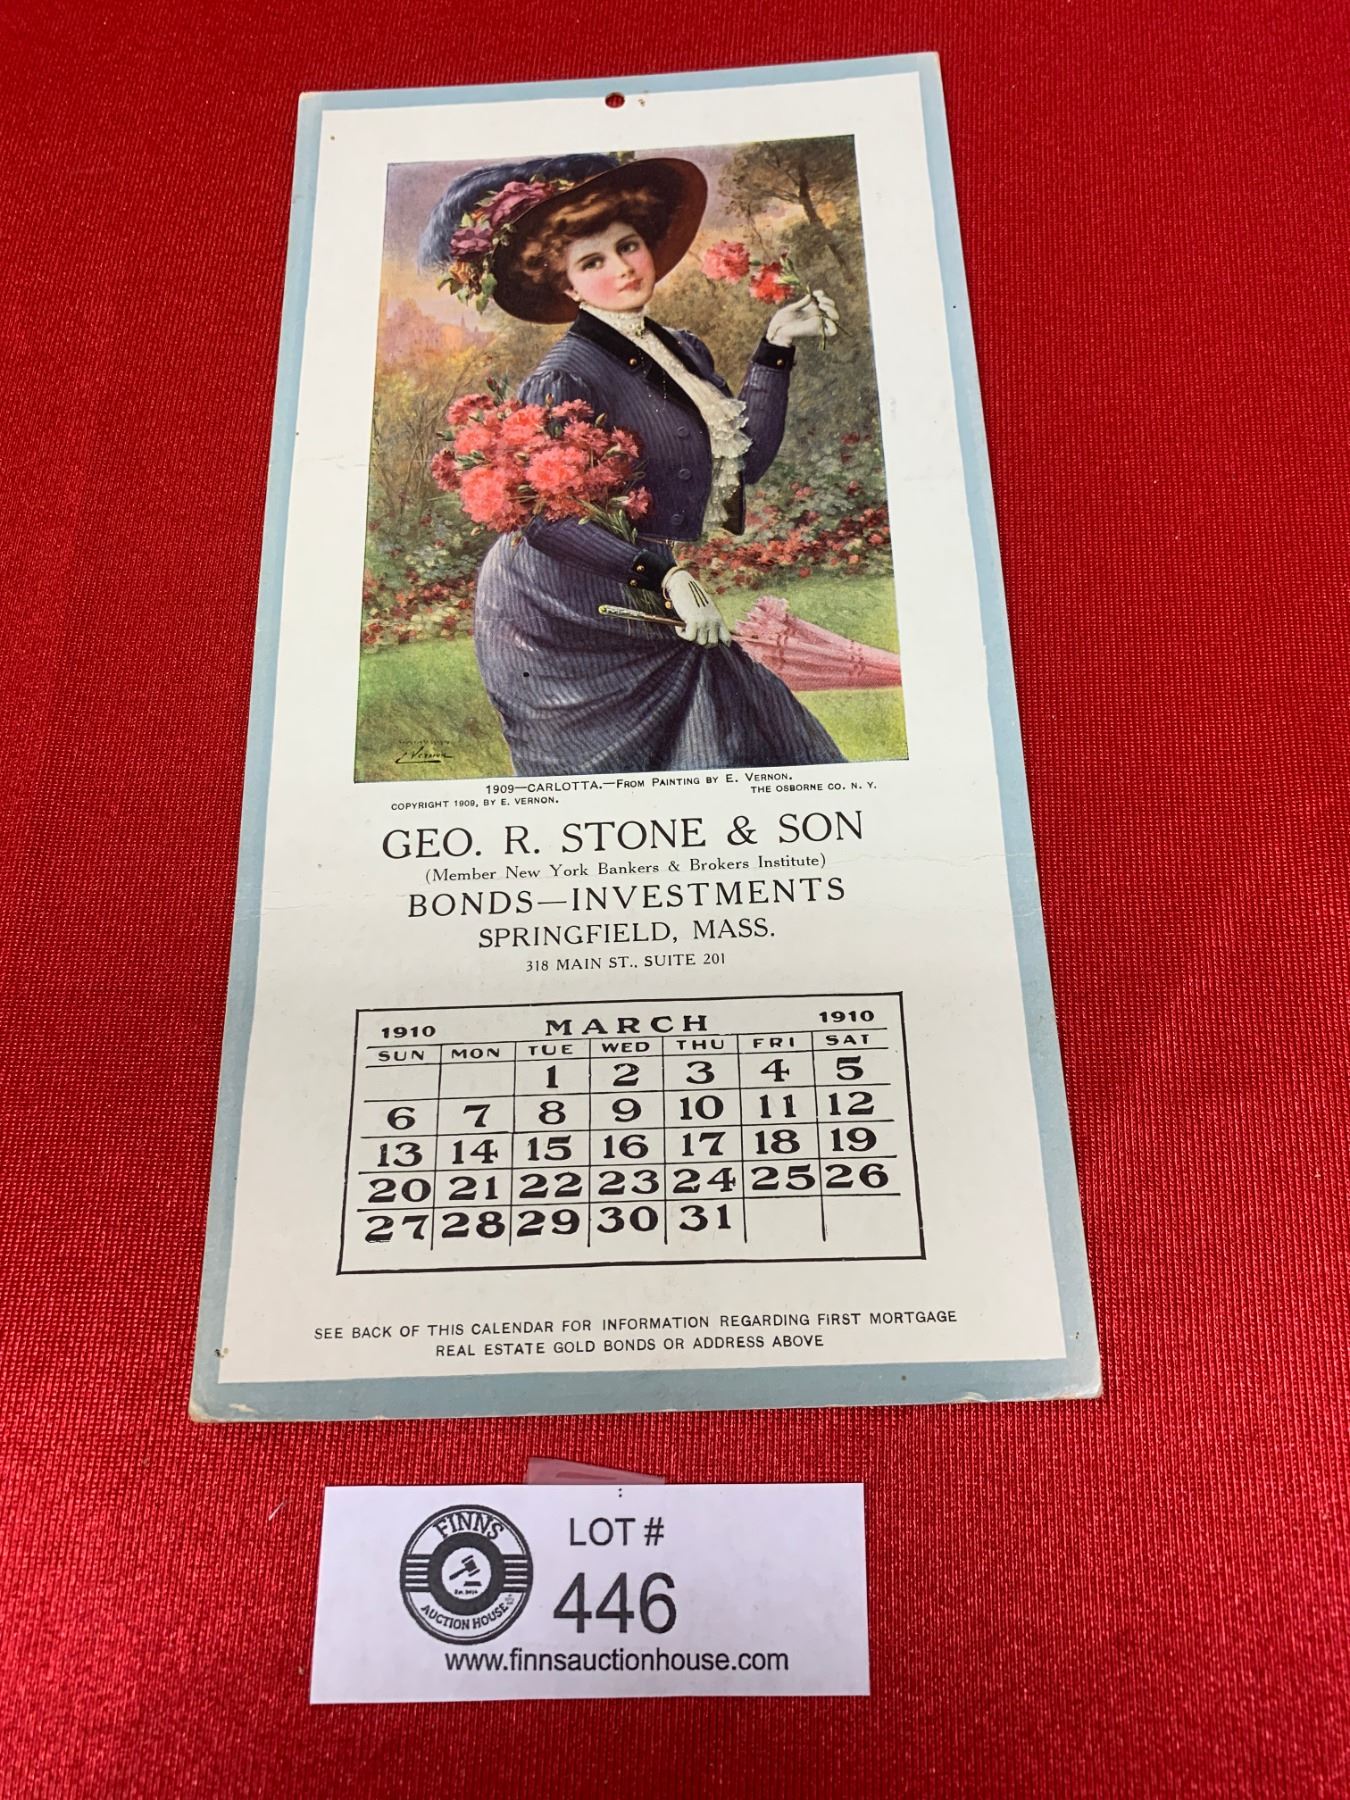 Vernon
1909—CARLOTTA.—FROM PAINTING BY E. VERNON.
COPYRIGHT 1909, BY E. VERNON. THE OSBORNE CO. N. Y.
GEO. R. STONE & SON
(Member New York Bankers & Brokers Institute)
BONDS—INVESTMENTS
SPRINGFIELD, MASS.
318 MAIN ST., SUITE 201
1910 MARCH 1910
SUN MON TUE WED THU FRI SAT
1 2 3 4 5
6 7 8 9 10 11 12
13 14 15 16 17 18 19
20 21 22 23 24 25 26
27 28 29 30 31
SEE BACK OF THIS CALENDAR FOR INFORMATION REGARDING FIRST MORTGAGE
REAL ESTATE GOLD BONDS OR ADDRESS ABOVE
FINNS
AUCTION HOUSE
LOT #
446
www.finnsauctionhouse.com